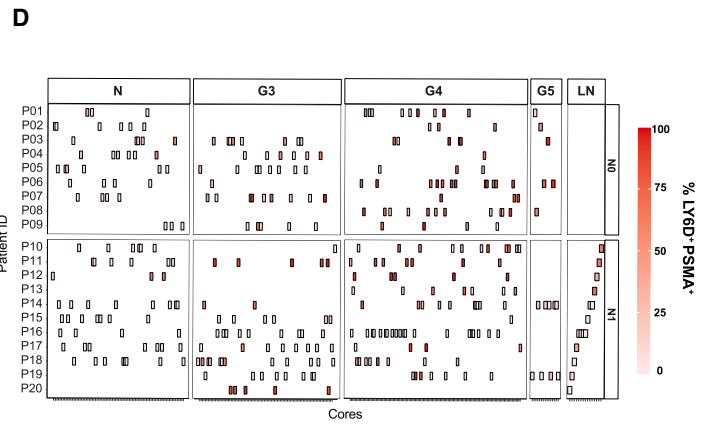 D
N G3 G4 G5 LN
P01
P02
P03
P04
P05
P06
P07
P08
P09
N0
P10
P11
P12
P13
P14
P15
P16
P17
P18
P19
P20
N1
Patient ID
Cores
100
75
50
25
0
% LY6D+PSMA+